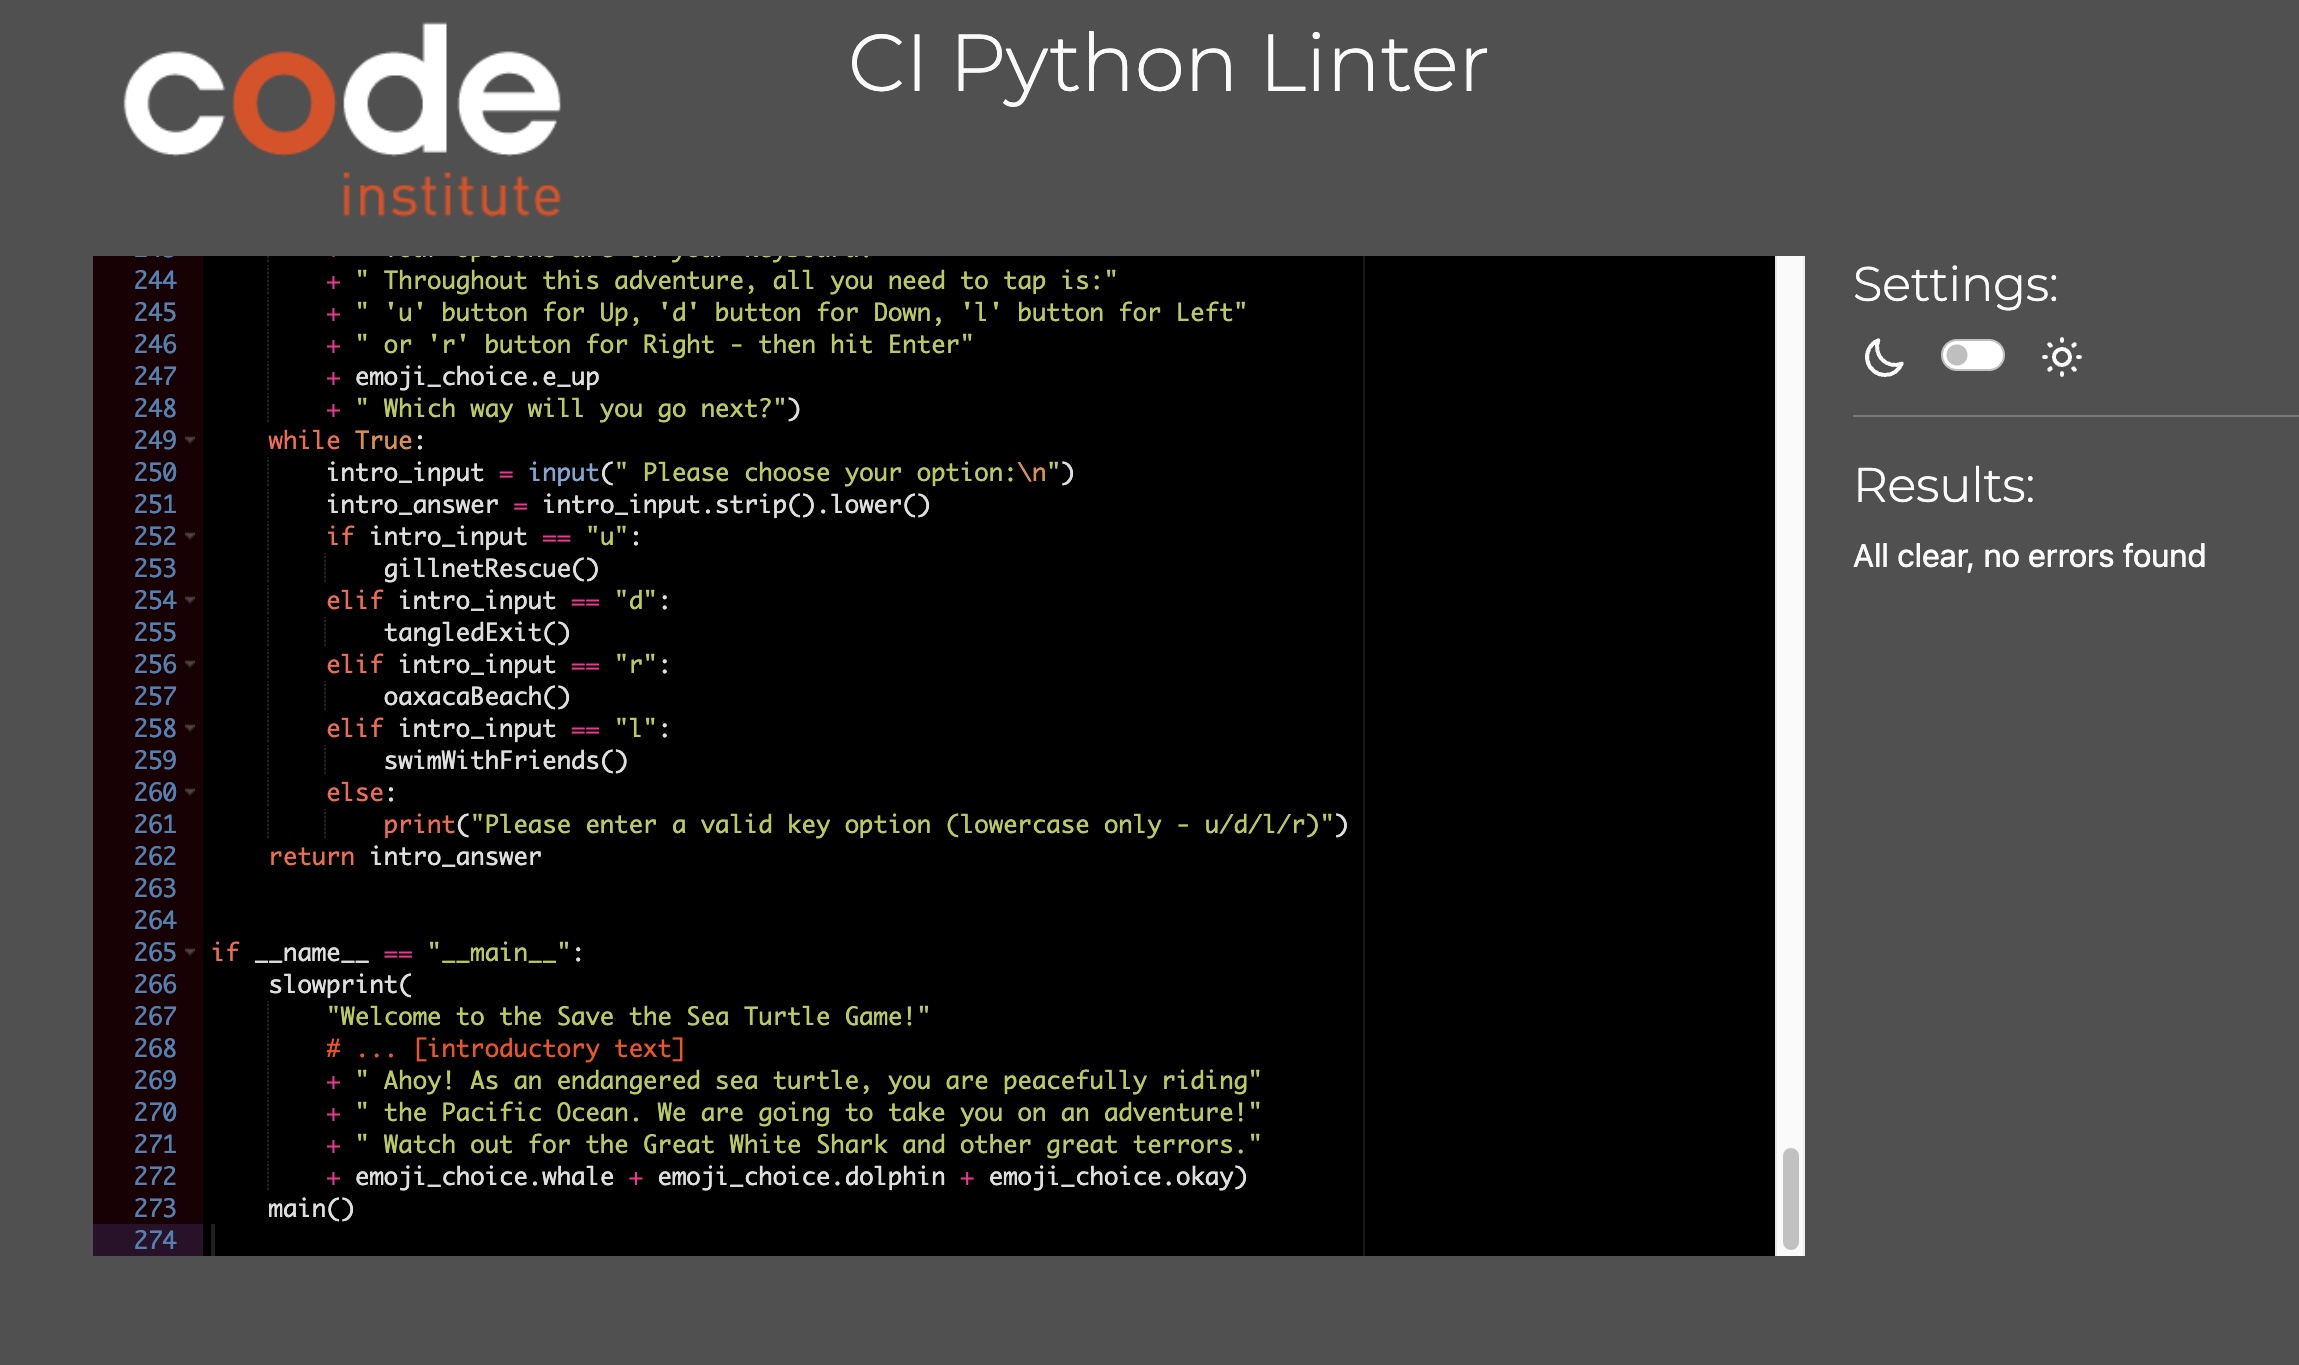 code
institute
CI Python Linter
244 + " Throughout this adventure, all you need to tap is:"
245 + " 'u' button for Up, 'd' button for Down, 'l' button for Left"
246 + " or 'r' button for Right - then hit Enter"
247 + emoji_choice.e_up
248 + " Which way will you go next?")
249 while True:
250 intro_input = input(" Please choose your option:\n")
251 intro_answer = intro_input.strip().lower()
252 if intro_input == "u":
253 gillnetRescue()
254 elif intro_input == "d":
255 tangledExit()
256 elif intro_input == "r":
257 oaxacaBeach()
258 elif intro_input == "l":
259 swimWithFriends()
260 else:
261 print("Please enter a valid key option (lowercase only - u/d/l/r)")
262 return intro_answer
263
264
265 if __name__ == "__main__":
266 slowprint(
267 "Welcome to the Save the Sea Turtle Game!"
268 # ... [introductory text]
269 + " Ahoy! As an endangered sea turtle, you are peacefully riding"
270 + " the Pacific Ocean. We are going to take you on an adventure!"
271 + " Watch out for the Great White Shark and other great terrors."
272 + emoji_choice.whale + emoji_choice.dolphin + emoji_choice.okay)
273 main()
274
Settings:
Results:
All clear, no errors found